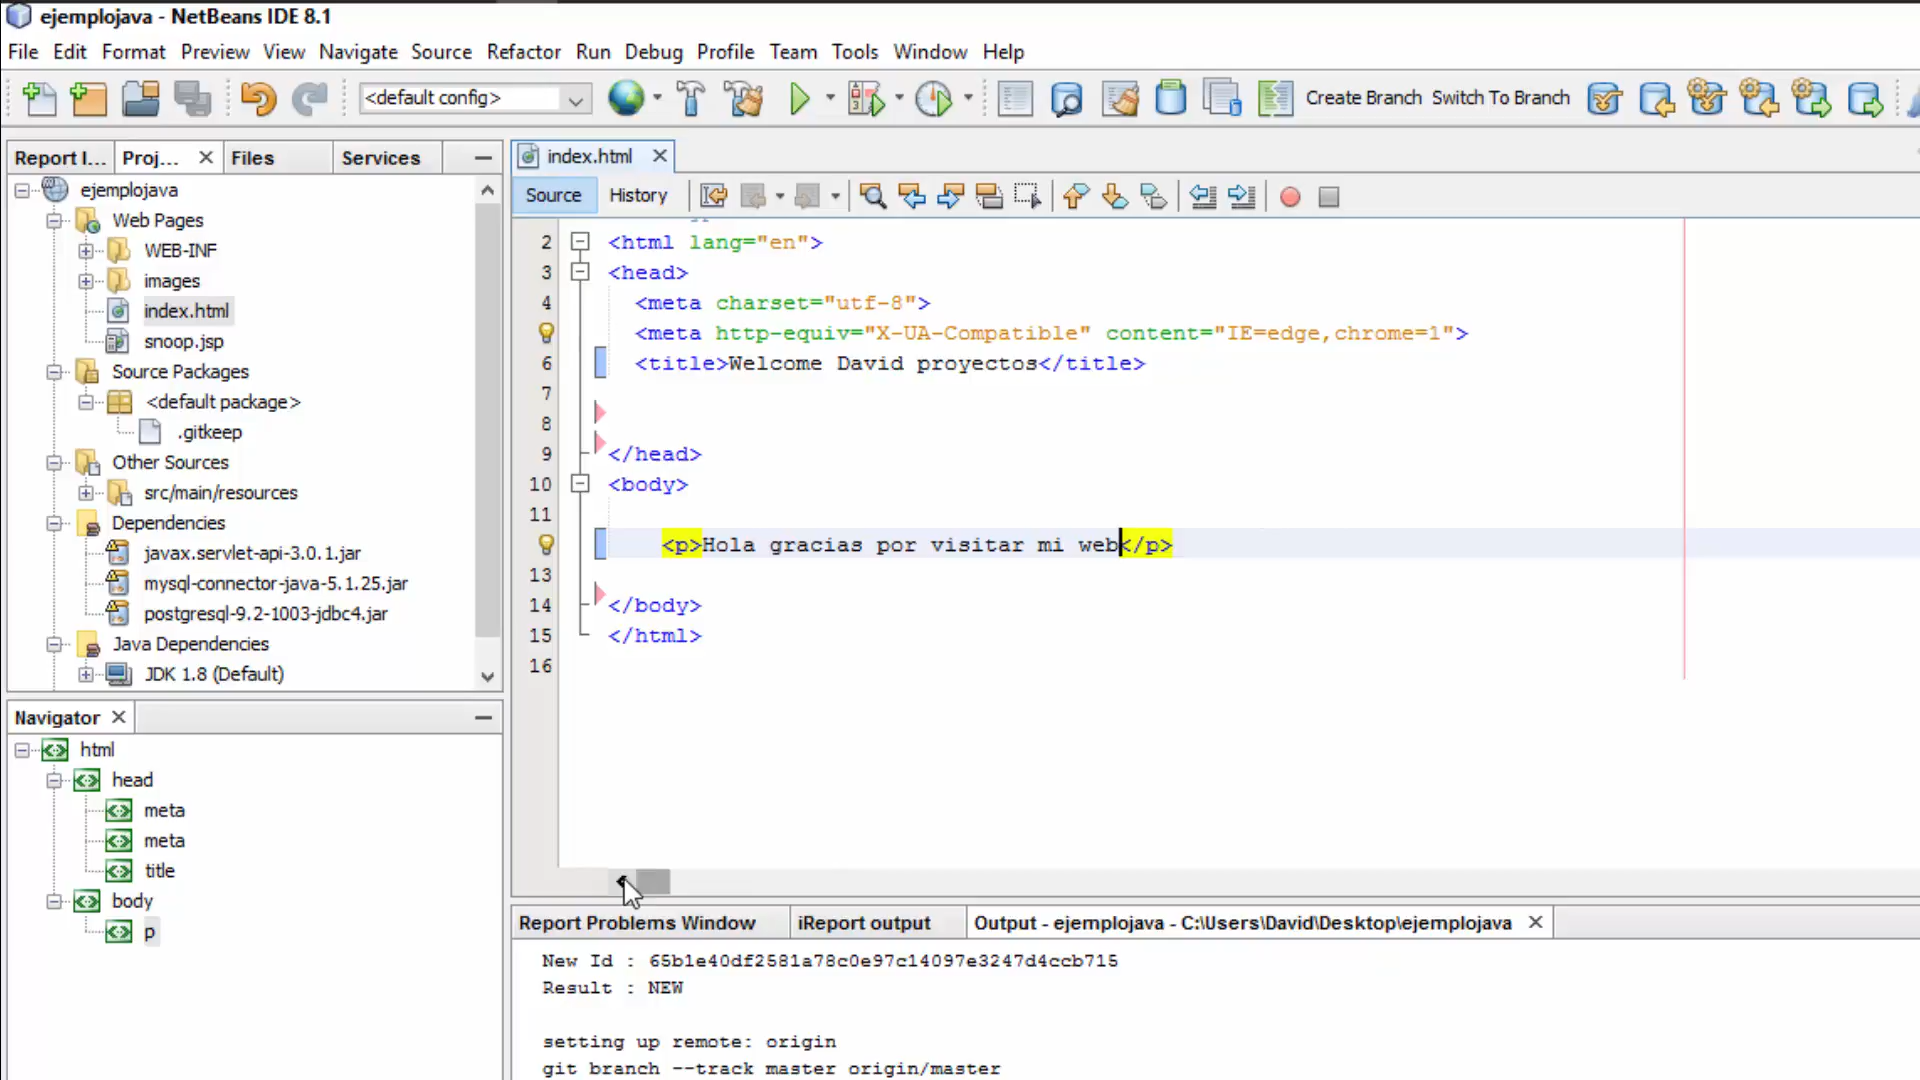 ejemplojava - NetBeans IDE 8.1
File Edit Format Preview View Navigate Source Refactor Run Debug Profile Team Tools Window Help
<default config> Create Branch Switch To Branch
Report I... Proj... Files Services
ejemplojava
Web Pages
WEB-INF
images
index.html
snoop.jsp
Source Packages
<default package>
.gitkeep
Other Sources
src/main/resources
Dependencies
javax.servlet-api-3.0.1.jar
mysql-connector-java-5.1.25.jar
postgresql-9.2-1003-jdbc4.jar
Java Dependencies
JDK 1.8 (Default)
Navigator
html
head
meta
meta
title
body
p
index.html
Source History
2 <html lang="en">
3 <head>
4 <meta charset="utf-8">
<meta http-equiv="X-UA-Compatible" content="IE=edge,chrome=1">
6 <title>Welcome David proyectos</title>
7
8
9 </head>
10 <body>
11
<p>Hola gracias por visitar mi web</p>
13
14 </body>
15 </html>
16
Report Problems Window iReport output Output - ejemplojava - C:\Users\David\Desktop\ejemplojava
New Id : 65b1e40df2581a78c0e97c14097e3247d4ccb715
Result : NEW
setting up remote: origin
git branch --track master origin/master